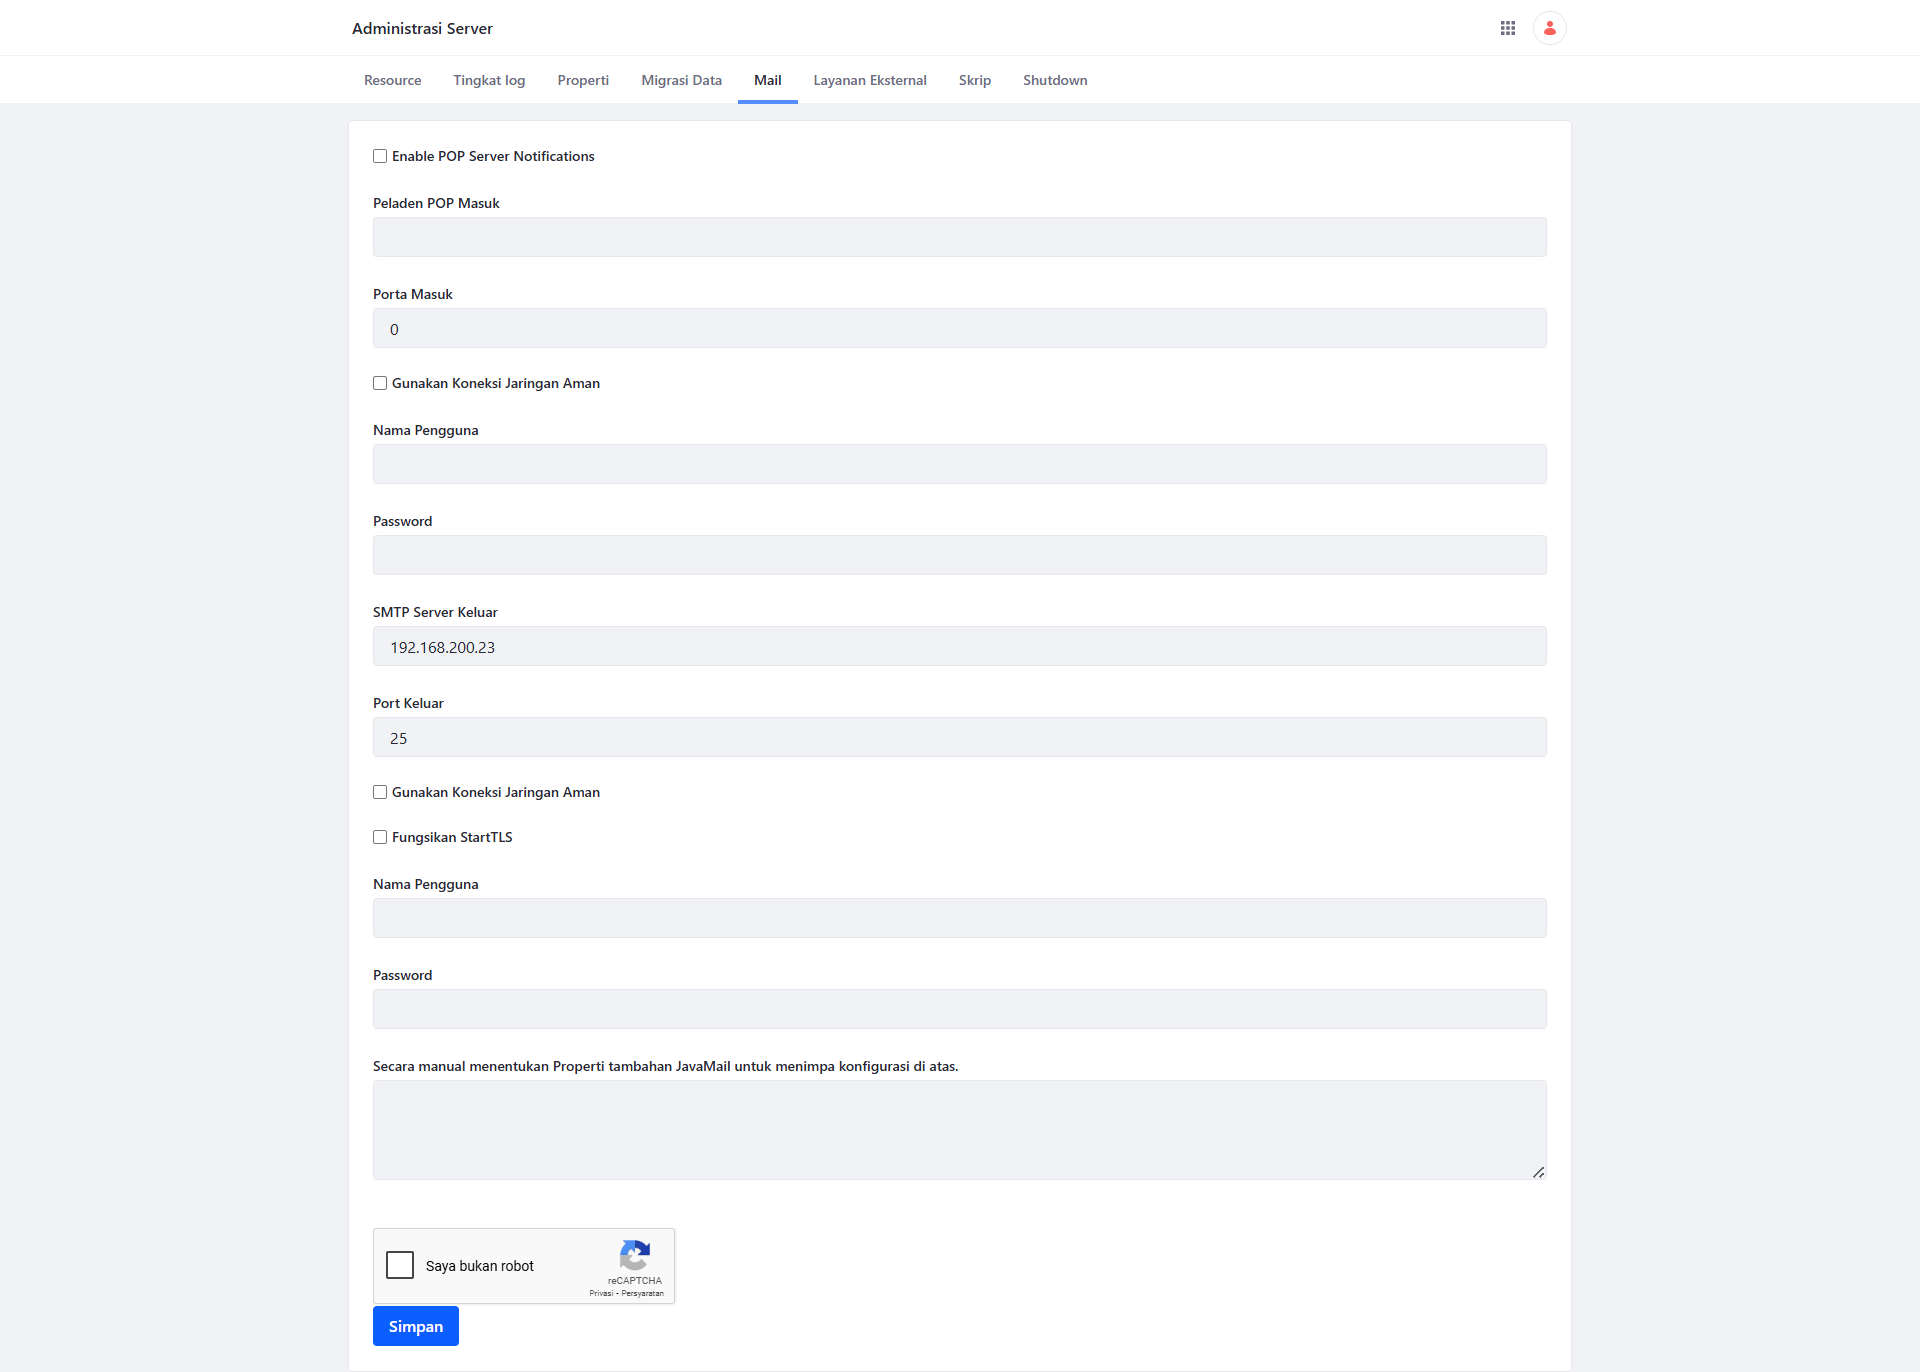 Administrasi Server
Resource Tingkat log Properti Migrasi Data Mail Layanan Eksternal Skrip Shutdown
Enable POP Server Notifications
Peladen POP Masuk
Porta Masuk
0
Gunakan Koneksi Jaringan Aman
Nama Pengguna
Password
SMTP Server Keluar
192.168.200.23
Port Keluar
25
Gunakan Koneksi Jaringan Aman
Fungsikan StartTLS
Nama Pengguna
Password
Secara manual menentukan Properti tambahan JavaMail untuk menimpa konfigurasi di atas.
Saya bukan robot
reCAPTCHA
Privasi - Persyaratan
Simpan